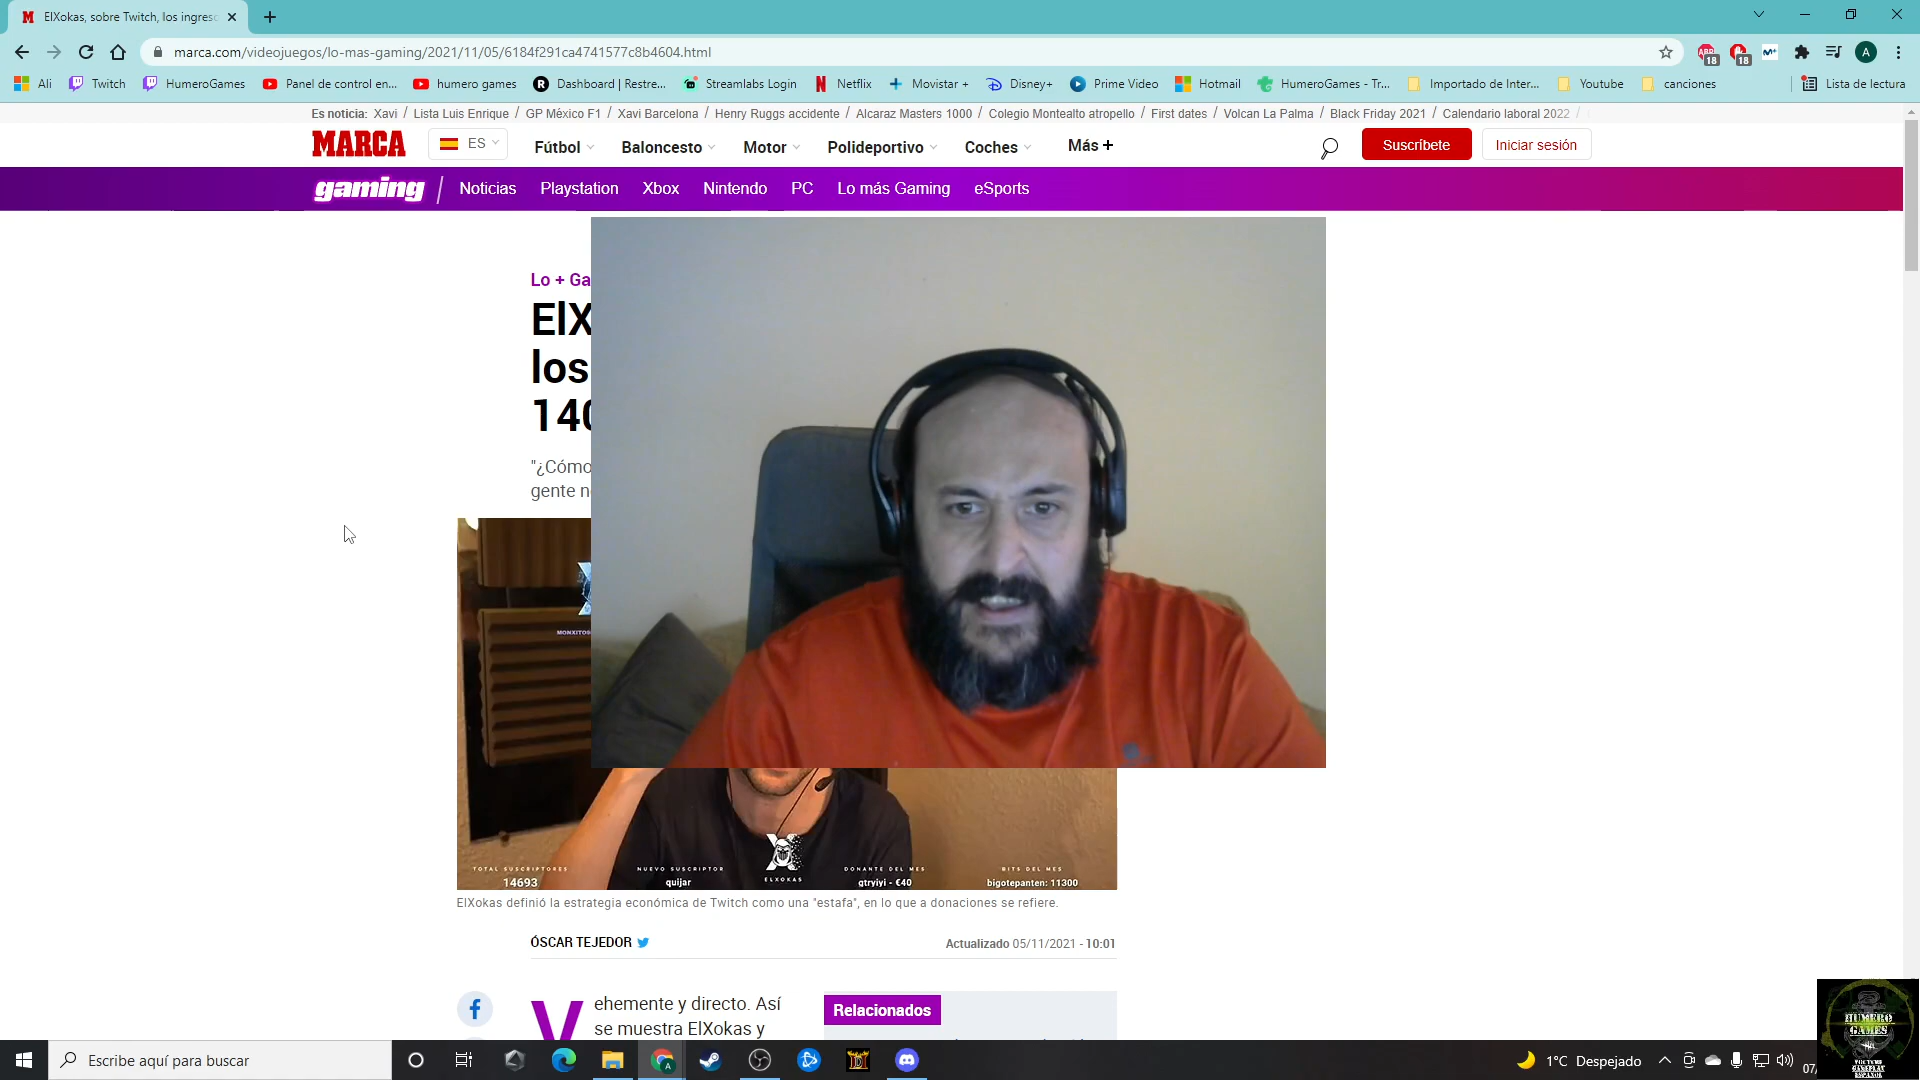 ElXokas, sobre Twitch, los ingres
marca.com/videojuegos/lo-mas-gaming/2021/11/05/6184f291ca4741577c8b4604.html
18
18
A
Ali
Twitch
HumeroGames
Panel de control en...
humero games
Dashboard | Restre...
Streamlabs Login
Netflix
Movistar +
Disney+
Prime Video
Hotmail
HumeroGames - Tr...
Importado de Inter...
Youtube
canciones
Lista de lectura
Es noticia: Xavi / Lista Luis Enrique / GP México F1 / Xavi Barcelona / Henry Ruggs accidente / Alcaraz Masters 1000 / Colegio Montealto atropello / First dates / Volcan La Palma / Black Friday 2021 / Calendario laboral 2022 /
MARCA
ES
Fútbol
Baloncesto
Motor
Polideportivo
Coches
Más +
Suscríbete
Iniciar sesión
gaming / Noticias Playstation Xbox Nintendo PC Lo más Gaming eSports
Lo + Ga
ElX
los
140
"¿Cómo
gente n
TOTAL SUSCRIPTORES
14693
NUEVO SUSCRIPTOR
quijar
ELXOKAS
DONANTE DEL MES
gtryiyi - €40
BITS DEL MES
bigotepanten: 11300
ElXokas definió la estrategia económica de Twitch como una "estafa", en lo que a donaciones se refiere.
ÓSCAR TEJEDOR
Actualizado 05/11/2021 - 10:01
Vehemente y directo. Así
se muestra ElXokas y
Relacionados
Escribe aquí para buscar
1°C Despejado
07/
HUMERO
GAMES